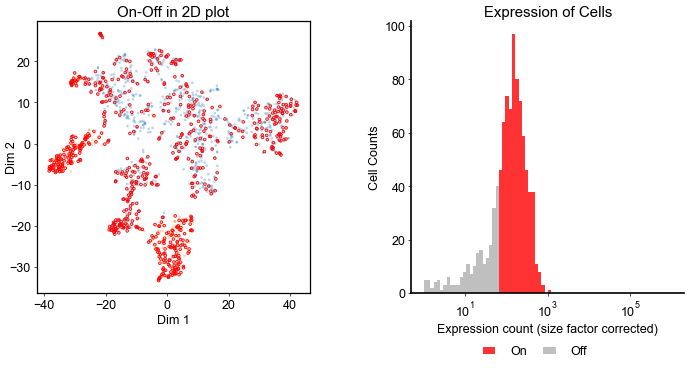 On-Off in 2D plot
Dim 2
20
10
0
−10
−20
−30
−40
−20
0
20
40
Dim 1
Expression of Cells
Cell Counts
100
80
60
40
20
0
10^1
10^3
10^5
Expression count (size factor corrected)
On
Off